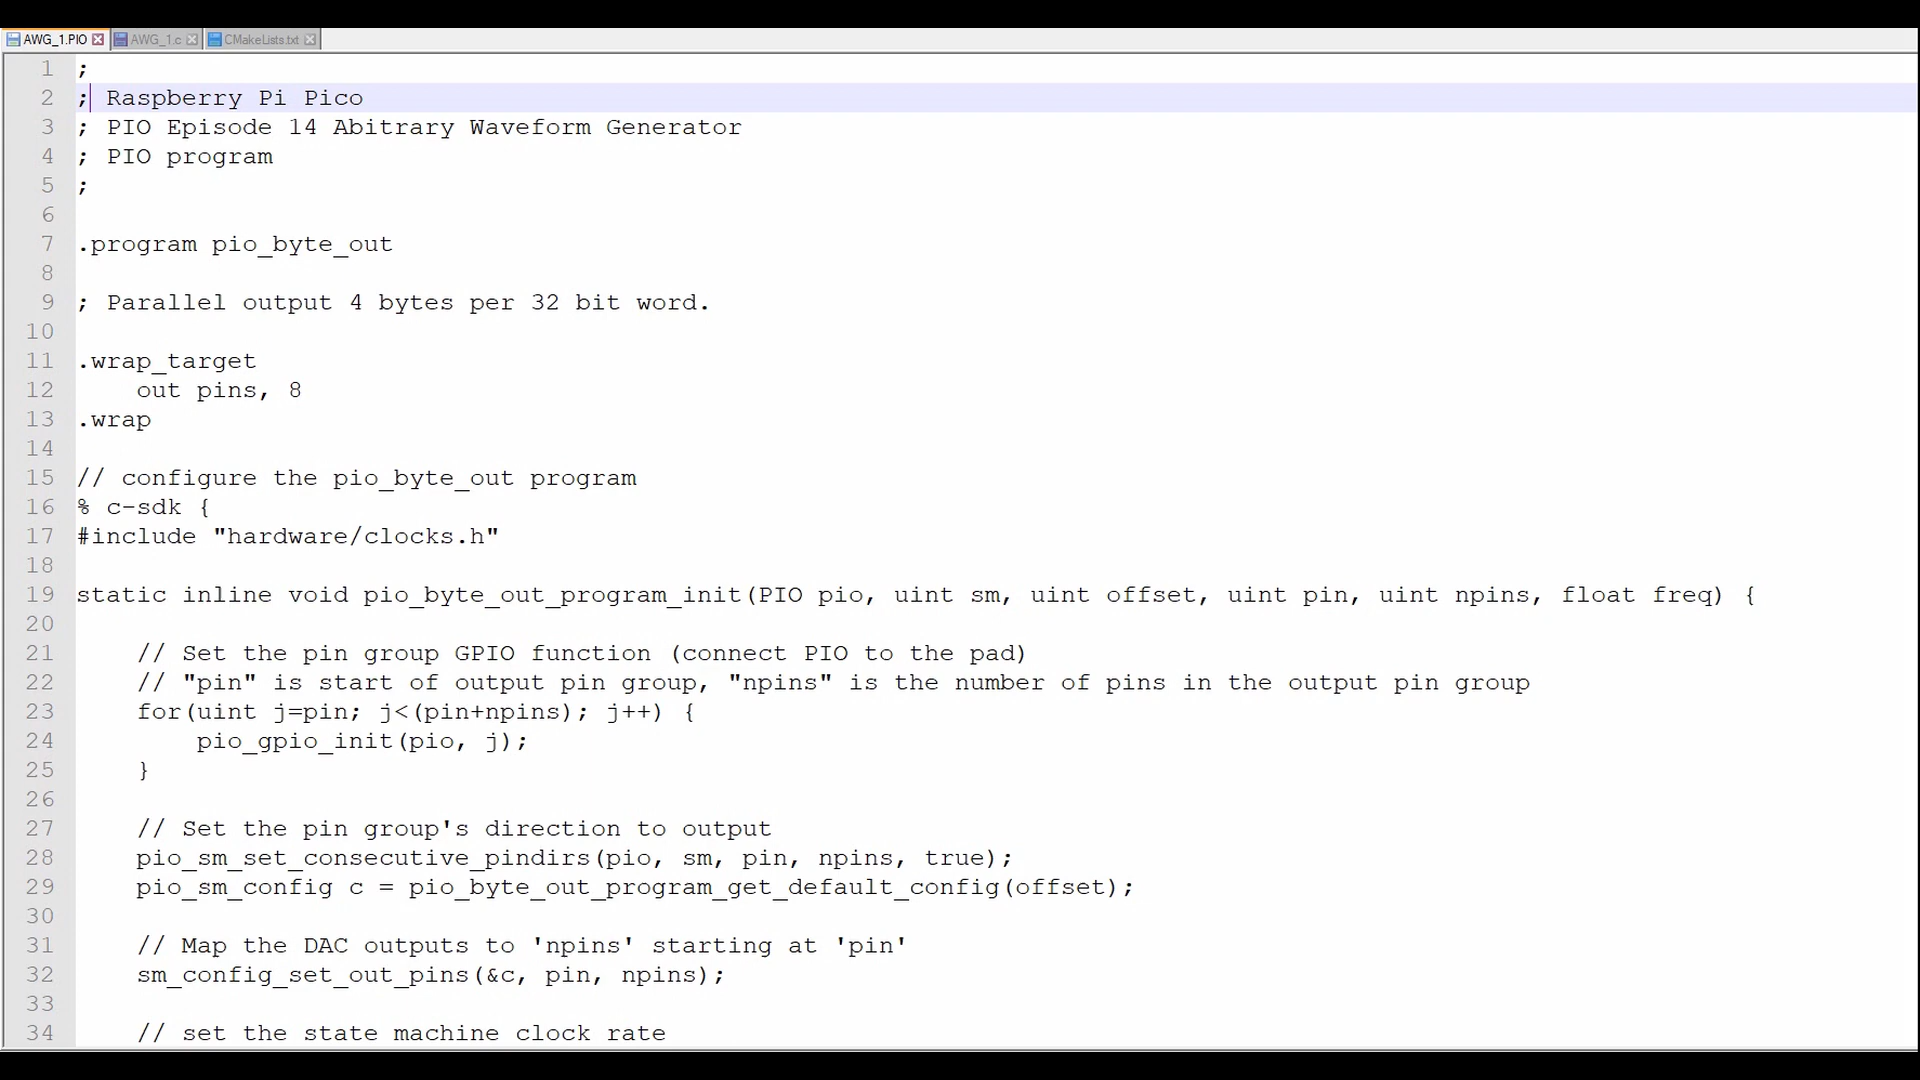 AWG_1.PIO AWG_1.c CMakeLists.txt
1 ;
2 ; Raspberry Pi Pico
3 ; PIO Episode 14 Abitrary Waveform Generator
4 ; PIO program
5 ;
6
7 .program pio_byte_out
8
9 ; Parallel output 4 bytes per 32 bit word.
10
11 .wrap_target
12     out pins, 8
13 .wrap
14
15 // configure the pio_byte_out program
16 % c-sdk {
17 #include "hardware/clocks.h"
18
19 static inline void pio_byte_out_program_init(PIO pio, uint sm, uint offset, uint pin, uint npins, float freq) {
20
21     // Set the pin group GPIO function (connect PIO to the pad)
22     // "pin" is start of output pin group, "npins" is the number of pins in the output pin group
23     for(uint j=pin; j<(pin+npins); j++) {
24         pio_gpio_init(pio, j);
25     }
26
27     // Set the pin group's direction to output
28     pio_sm_set_consecutive_pindirs(pio, sm, pin, npins, true);
29     pio_sm_config c = pio_byte_out_program_get_default_config(offset);
30
31     // Map the DAC outputs to 'npins' starting at 'pin'
32     sm_config_set_out_pins(&c, pin, npins);
33
34     // set the state machine clock rate